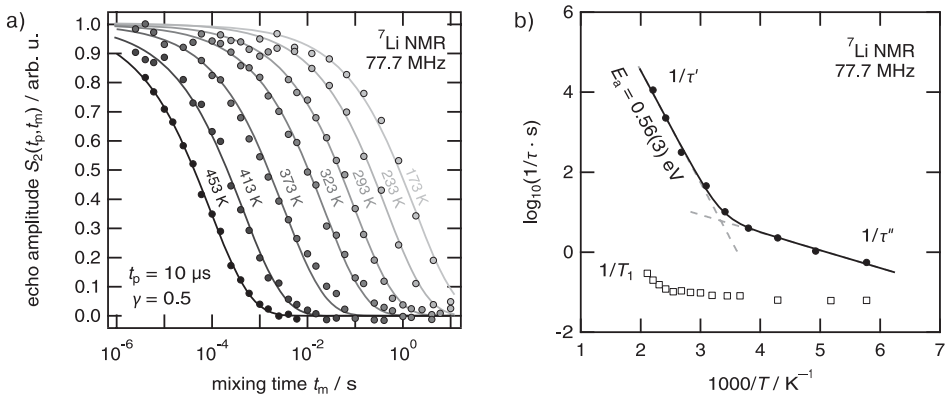 a)
⁷Li NMR
77.7 MHz
echo amplitude S₂(tₚ,tₘ) / arb. u.
1.0
0.9
0.8
0.7
0.6
0.5
0.4
0.3
0.2
0.1
0.0
453 K
413 K
373 K
323 K
293 K
233 K
173 K
tₚ = 10 µs
γ = 0.5
10⁻⁶
10⁻⁴
10⁻²
10⁰
mixing time tₘ / s
b)
⁷Li NMR
77.7 MHz
log₁₀(1/τ · s)
6
4
2
0
-2
1/τ′
Eₐ = 0.56(3) eV
1/τ″
1/T₁
1
2
3
4
5
6
7
1000/T / K⁻¹